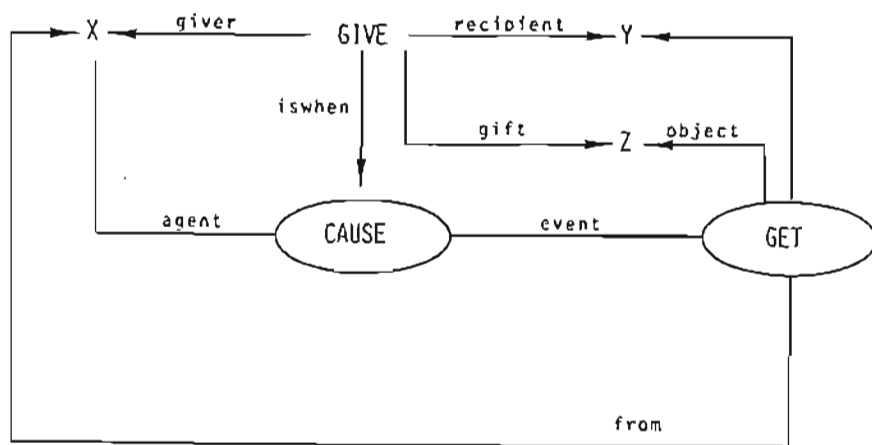 X giver GIVE recipient Y
iswhen
gift Z object
agent CAUSE event GET
from